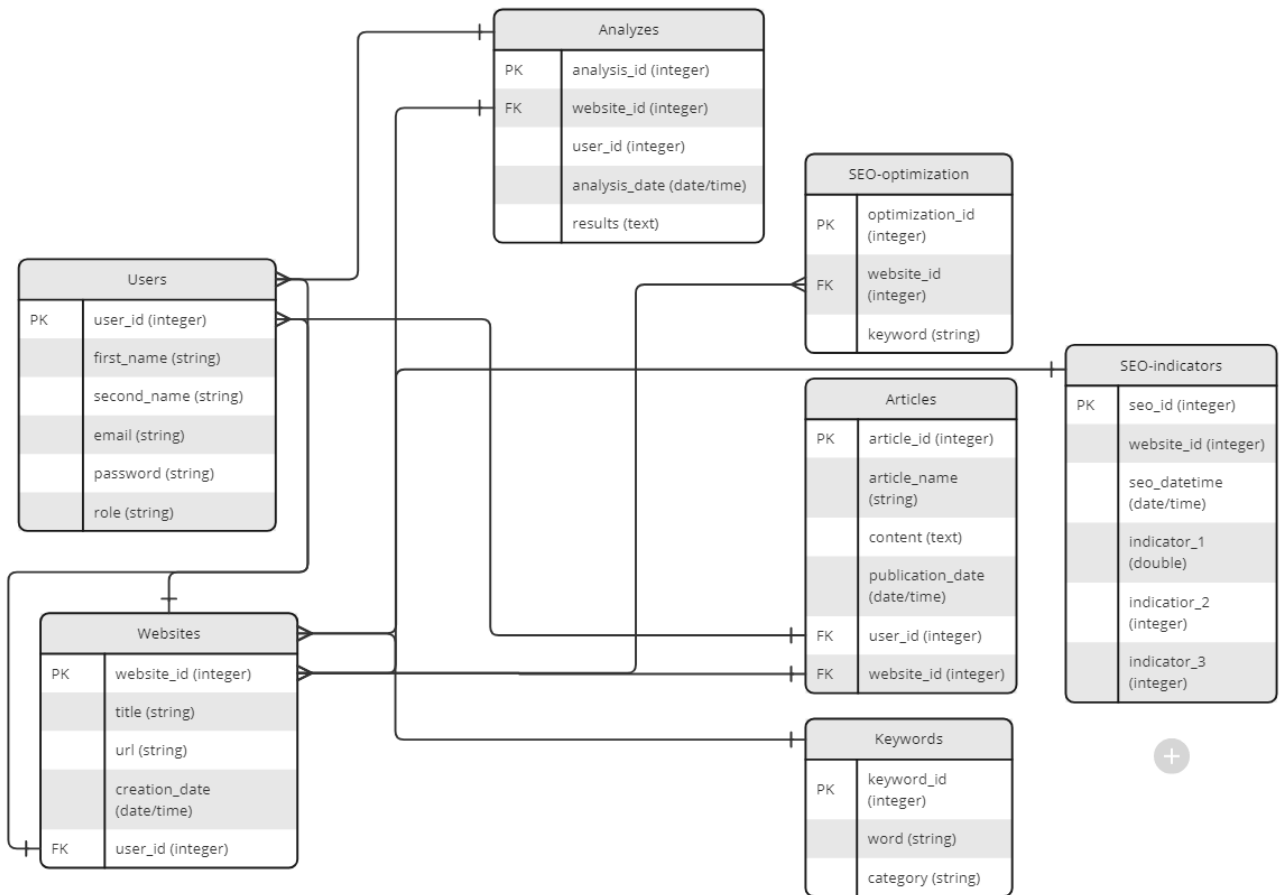 Analyzes
PK analysis_id (integer)
FK website_id (integer)
user_id (integer)
analysis_date (date/time)
results (text)
SEO-optimization
PK optimization_id
(integer)
FK website_id
(integer)
keyword (string)
Users
PK user_id (integer)
first_name (string)
second_name (string)
email (string)
password (string)
role (string)
SEO-indicators
PK seo_id (integer)
website_id (integer)
seo_datetime
(date/time)
indicator_1
(double)
indicatior_2
(integer)
indicator_3
(integer)
Articles
PK article_id (integer)
article_name
(string)
content (text)
publication_date
(date/time)
FK user_id (integer)
FK website_id (integer)
Websites
PK website_id (integer)
title (string)
url (string)
creation_date
(date/time)
FK user_id (integer)
Keywords
PK keyword_id
(integer)
word (string)
category (string)